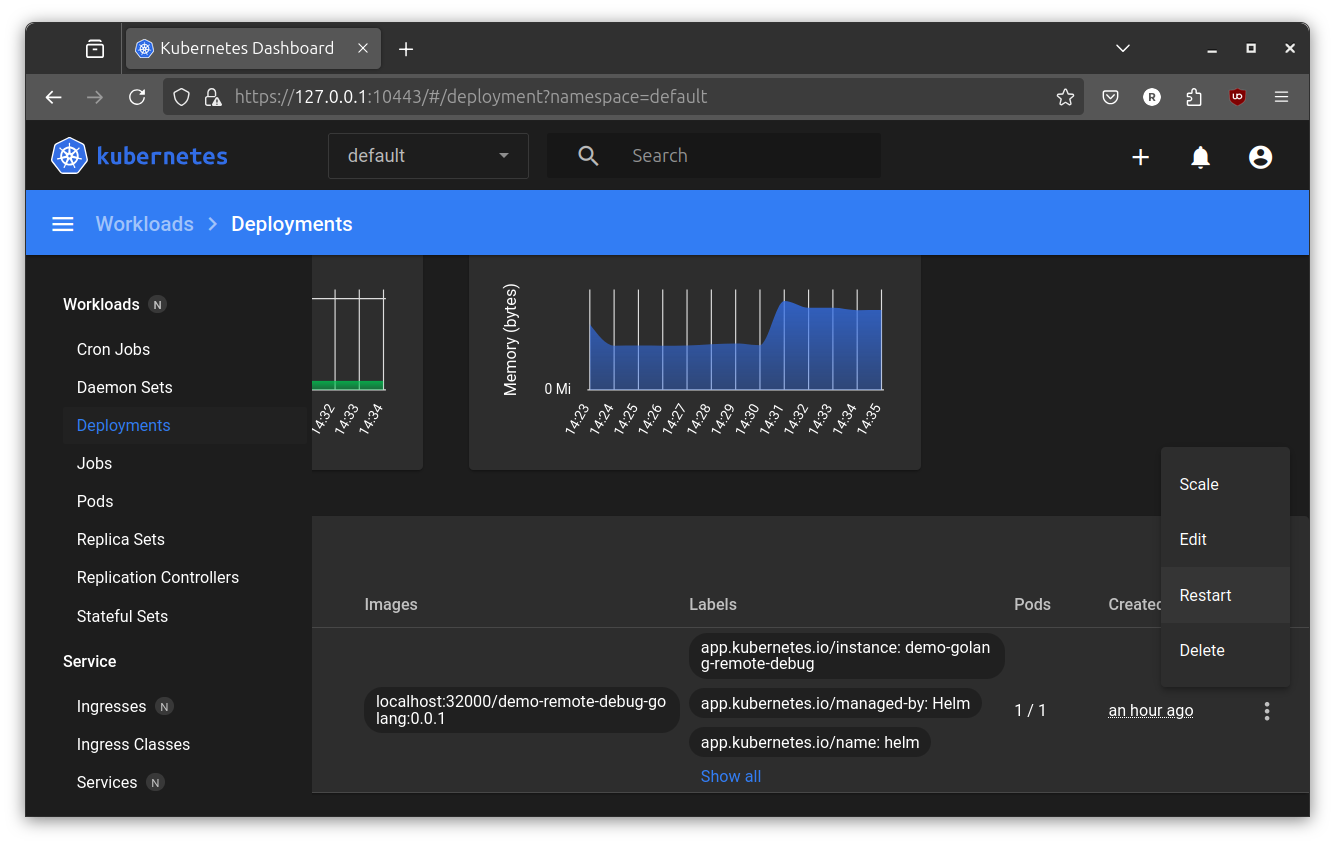 Kubernetes Dashboard
https://127.0.0.1:10443/#/deployment?namespace=default
R
kubernetes
default
Search
Workloads
Deployments
Workloads N
Cron Jobs
Daemon Sets
Deployments
Jobs
Pods
Replica Sets
Replication Controllers
Stateful Sets
Service
Ingresses N
Ingress Classes
Services N
14:32
14:33
14:34
Memory (bytes)
0 Mi
14:23
14:24
14:25
14:26
14:27
14:28
14:29
14:30
14:31
14:32
14:33
14:34
14:35
Scale
Edit
Restart
Delete
Images
Labels
Pods
Created
localhost:32000/demo-remote-debug-go
lang:0.0.1
app.kubernetes.io/instance: demo-golan
g-remote-debug
app.kubernetes.io/managed-by: Helm
app.kubernetes.io/name: helm
Show all
1 / 1
an hour ago